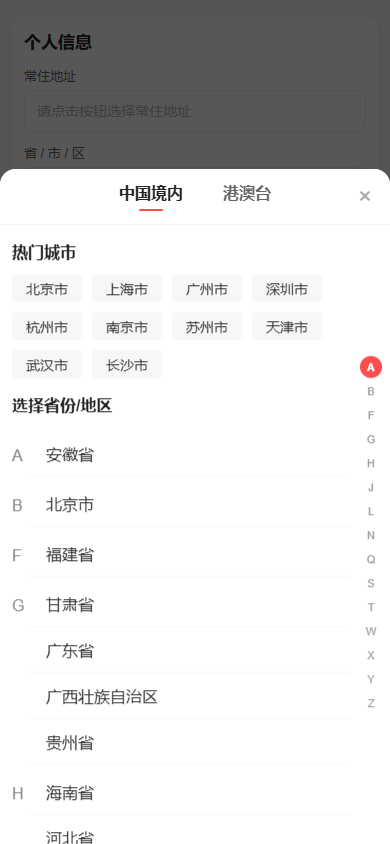 个人信息
常住地址
请点击按钮选择常住地址
省 / 市 / 区
中国境内 港澳台 ×
热门城市
北京市 上海市 广州市 深圳市
杭州市 南京市 苏州市 天津市
武汉市 长沙市
选择省份/地区
A 安徽省
B 北京市
F 福建省
G 甘肃省
广东省
广西壮族自治区
贵州省
H 海南省
河北省
A
B
F
G
H
J
L
N
Q
S
T
W
X
Y
Z